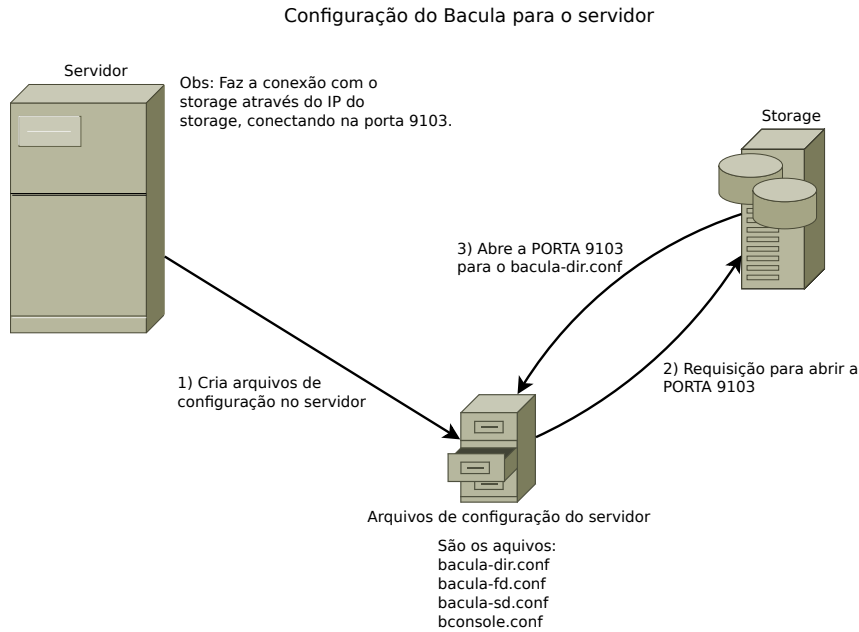 Configuração do Bacula para o servidor
Servidor
Obs: Faz a conexão com o
storage através do IP do
storage, conectando na porta 9103.
Storage
3) Abre a PORTA 9103
para o bacula-dir.conf
2) Requisição para abrir a
PORTA 9103
1) Cria arquivos de
configuração no servidor
Arquivos de configuração do servidor
São os aquivos:
bacula-dir.conf
bacula-fd.conf
bacula-sd.conf
bconsole.conf